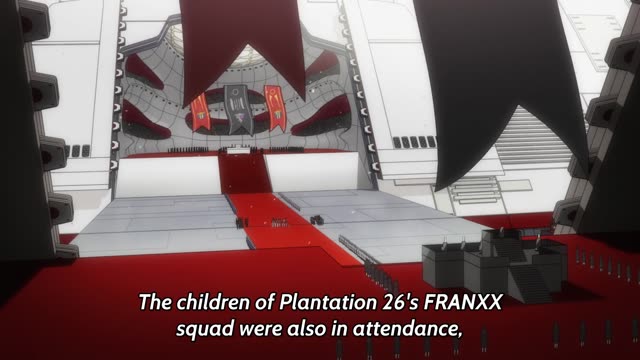 The children of Plantation 26's FRANXX
squad were also in attendance,